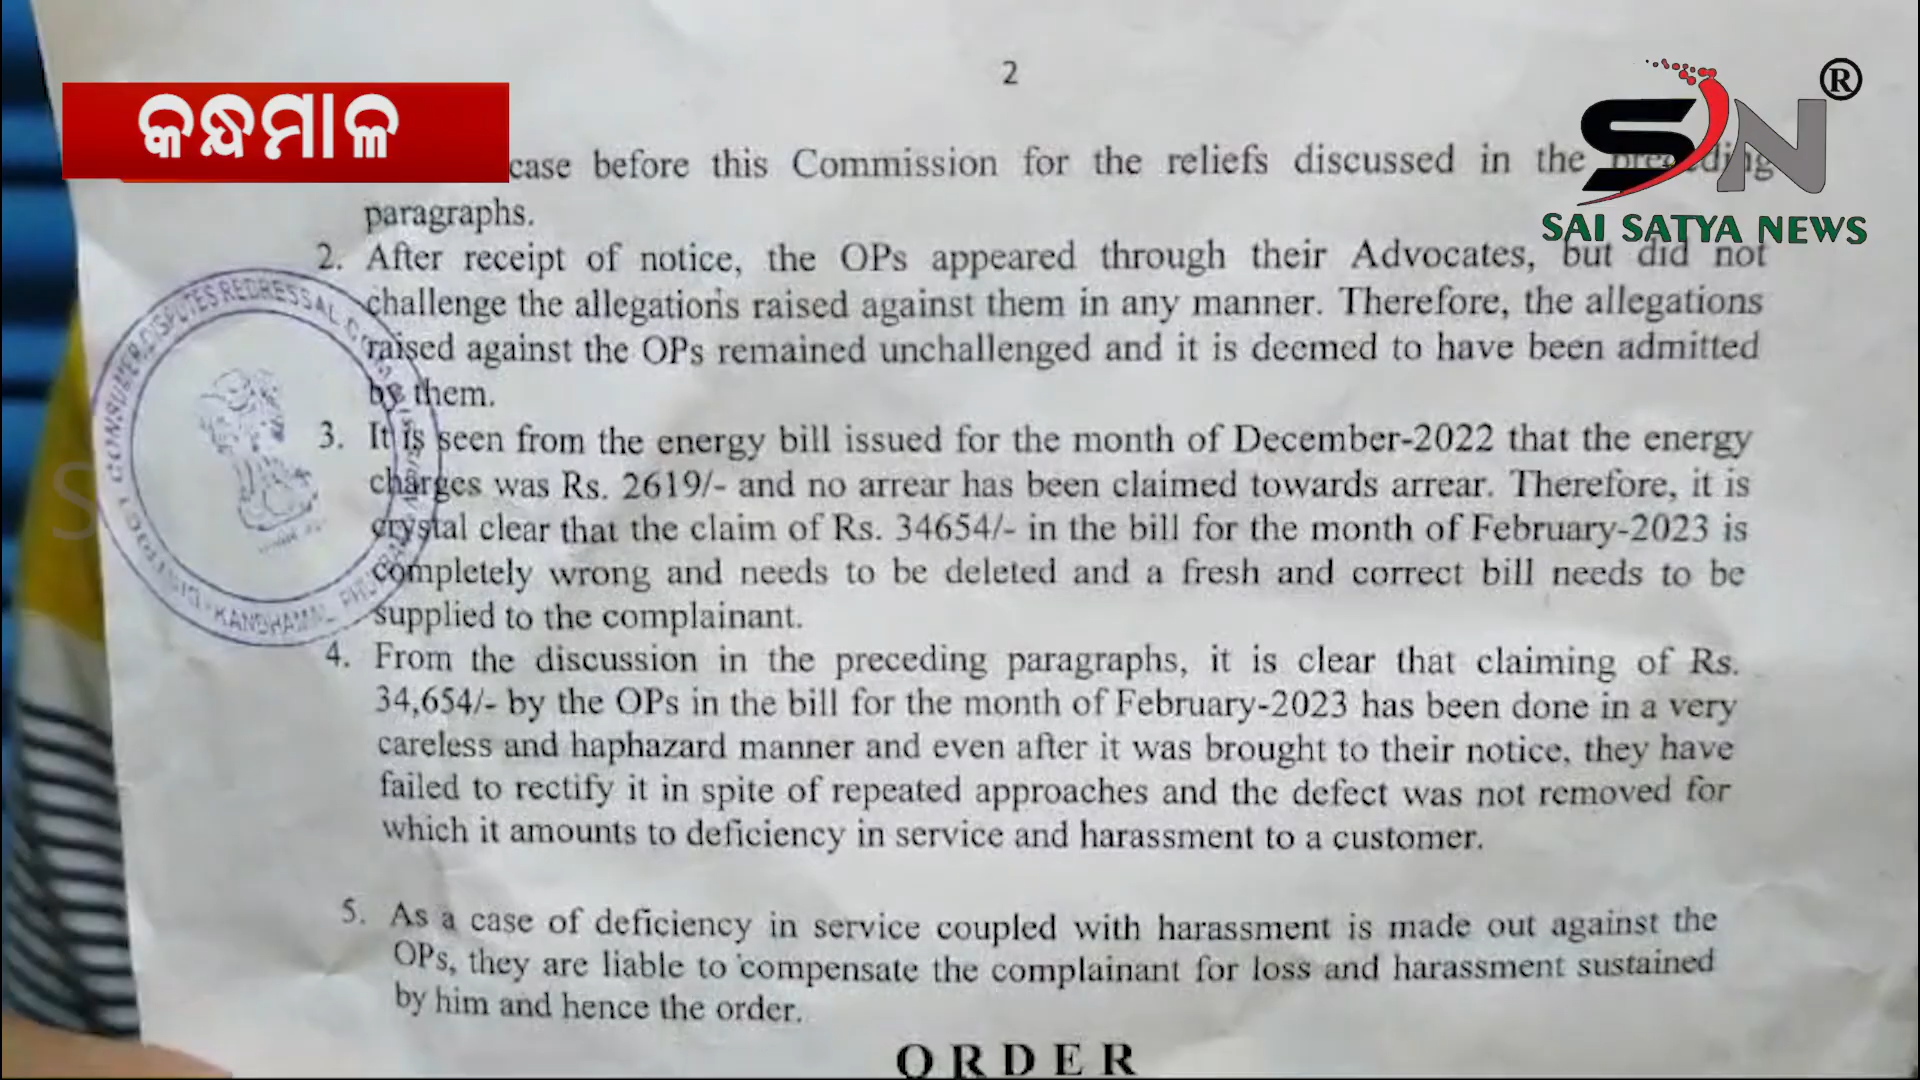 2
କନ୍ଧମାଳ
®
SN
SAI SATYA NEWS
case before this Commission for the reliefs discussed in the preceding
paragraphs.
2. After receipt of notice, the OPs appeared through their Advocates, but did not
challenge the allegations raised against them in any manner. Therefore, the allegations
raised against the OPs remained unchallenged and it is deemed to have been admitted
by them.
3. It is seen from the energy bill issued for the month of December-2022 that the energy
charges was Rs. 2619/- and no arrear has been claimed towards arrear. Therefore, it is
crystal clear that the claim of Rs. 34654/- in the bill for the month of February-2023 is
completely wrong and needs to be deleted and a fresh and correct bill needs to be
supplied to the complainant.
4. From the discussion in the preceding paragraphs, it is clear that claiming of Rs.
34,654/- by the OPs in the bill for the month of February-2023 has been done in a very
careless and haphazard manner and even after it was brought to their notice, they have
failed to rectify it in spite of repeated approaches and the defect was not removed for
which it amounts to deficiency in service and harassment to a customer.
5. As a case of deficiency in service coupled with harassment is made out against the
OPs, they are liable to compensate the complainant for loss and harassment sustained
by him and hence the order.
ORDER
DISTRICT CONSUMER DISPUTES REDRESSAL
KANDHAMAL